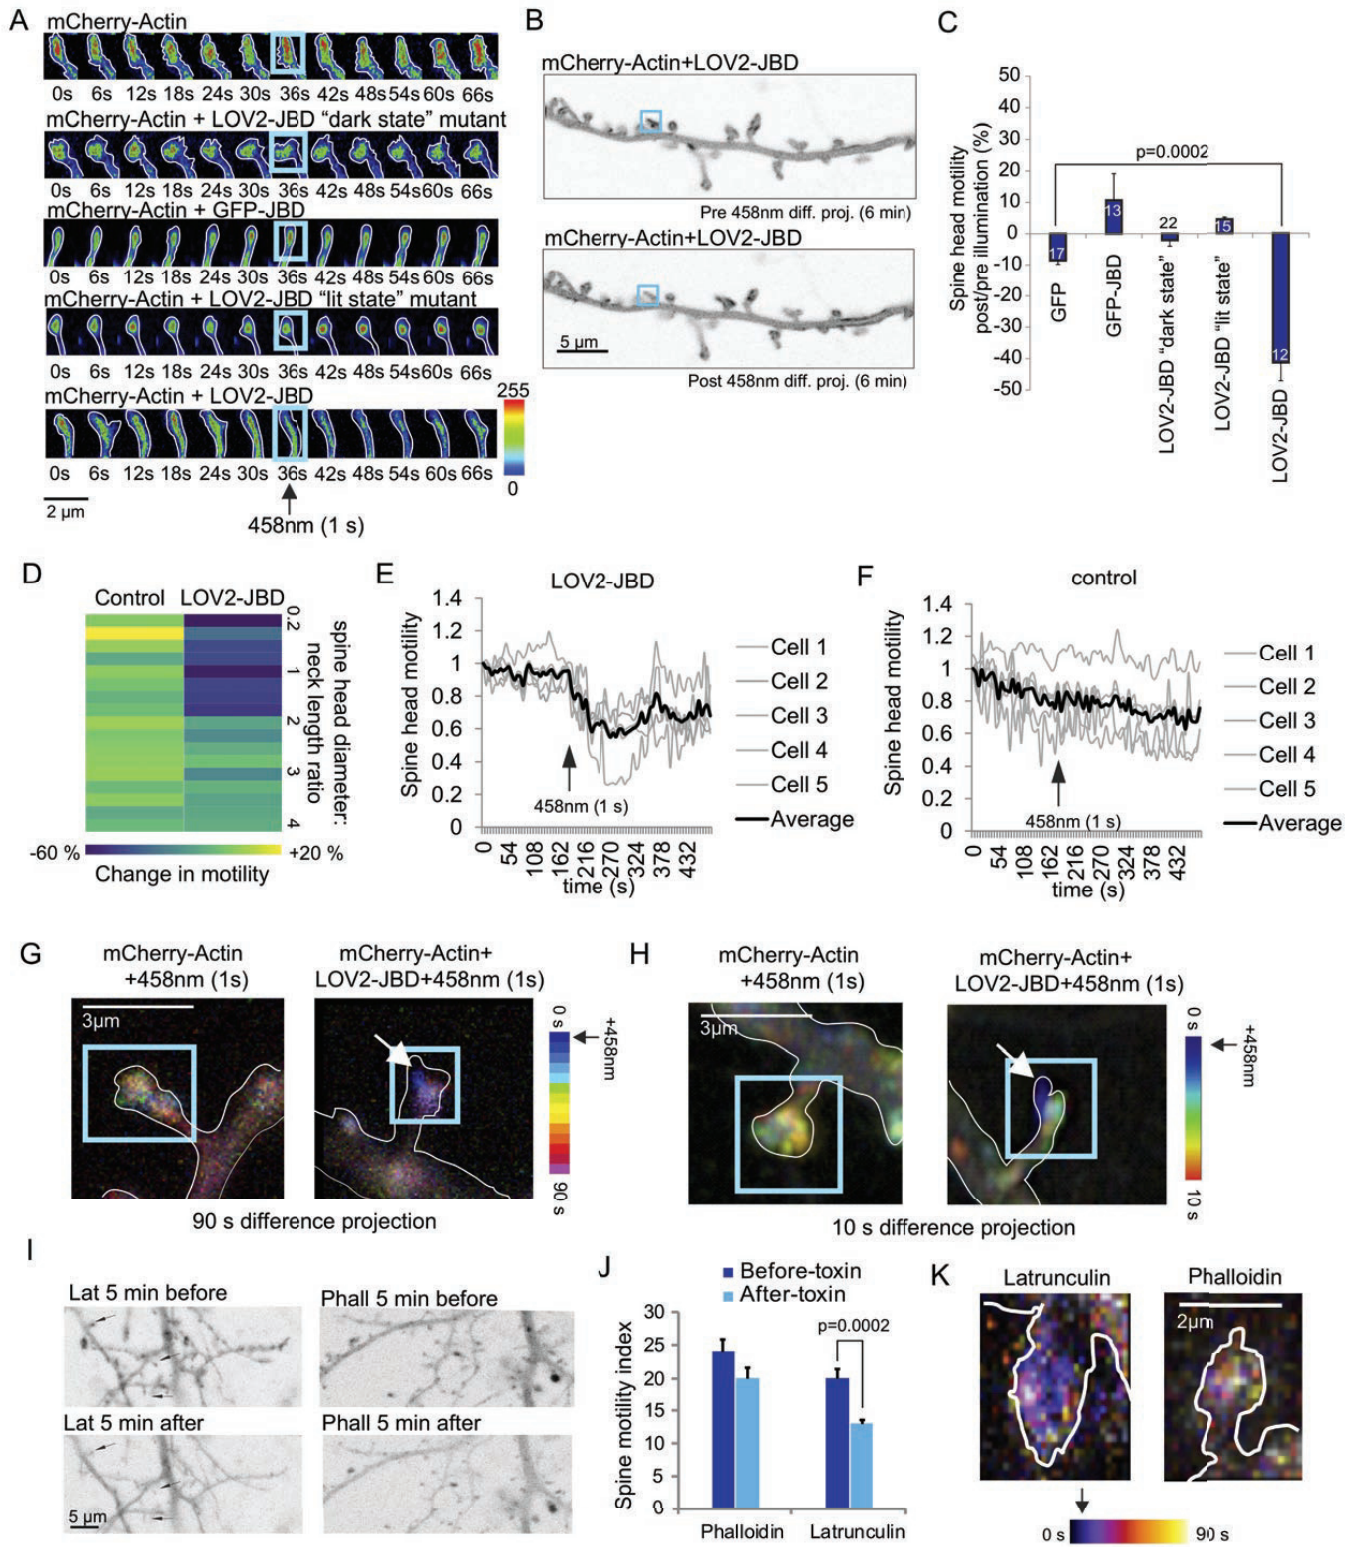 A
mCherry-Actin
0s 6s 12s 18s 24s 30s 36s 42s 48s 54s 60s 66s
mCherry-Actin + LOV2-JBD "dark state" mutant
0s 6s 12s 18s 24s 30s 36s 42s 48s 54s 60s 66s
mCherry-Actin + GFP-JBD
0s 6s 12s 18s 24s 30s 36s 42s 48s 54s 60s 66s
mCherry-Actin + LOV2-JBD "lit state" mutant
0s 6s 12s 18s 24s 30s 36s 42s 48s 54s 60s 66s
mCherry-Actin + LOV2-JBD
255
0
0s 6s 12s 18s 24s 30s 36s 42s 48s 54s 60s 66s
2 µm
458nm (1 s)
B
mCherry-Actin+LOV2-JBD
Pre 458nm diff. proj. (6 min)
mCherry-Actin+LOV2-JBD
5 µm
Post 458nm diff. proj. (6 min)
C
Spine head motility
post/pre illumination (%)
50
40
30
20
10
0
-10
-20
-30
-40
-50
p=0.0002
17
13
22
15
12
GFP
GFP-JBD
LOV2-JBD "dark state"
LOV2-JBD "lit state"
LOV2-JBD
D
Control LOV2-JBD
0.2
1
2
3
4
spine head diameter:
neck length ratio
-60 % +20 %
Change in motility
E
LOV2-JBD
Spine head motility
1.4
1.2
1
0.8
0.6
0.4
0.2
0
458nm (1 s)
0 54 108 162 216 270 324 378 432
time (s)
Cell 1
Cell 2
Cell 3
Cell 4
Cell 5
Average
F
control
Spine head motility
1.4
1.2
1
0.8
0.6
0.4
0.2
0
458nm (1 s)
0 54 108 162 216 270 324 378 432
time (s)
Cell 1
Cell 2
Cell 3
Cell 4
Cell 5
Average
G
mCherry-Actin
+458nm (1s)
3µm
mCherry-Actin+
LOV2-JBD+458nm (1s)
0 s
+458nm
90 s
90 s difference projection
H
mCherry-Actin
+458nm (1s)
3µm
mCherry-Actin+
LOV2-JBD+458nm (1s)
0 s
+458nm
10 s
10 s difference projection
I
Lat 5 min before
Phall 5 min before
Lat 5 min after
Phall 5 min after
5 µm
J
Before-toxin
After-toxin
Spine motility index
30
25
20
15
10
5
0
p=0.0002
Phalloidin Latrunculin
K
Latrunculin
Phalloidin
2µm
0 s 90 s